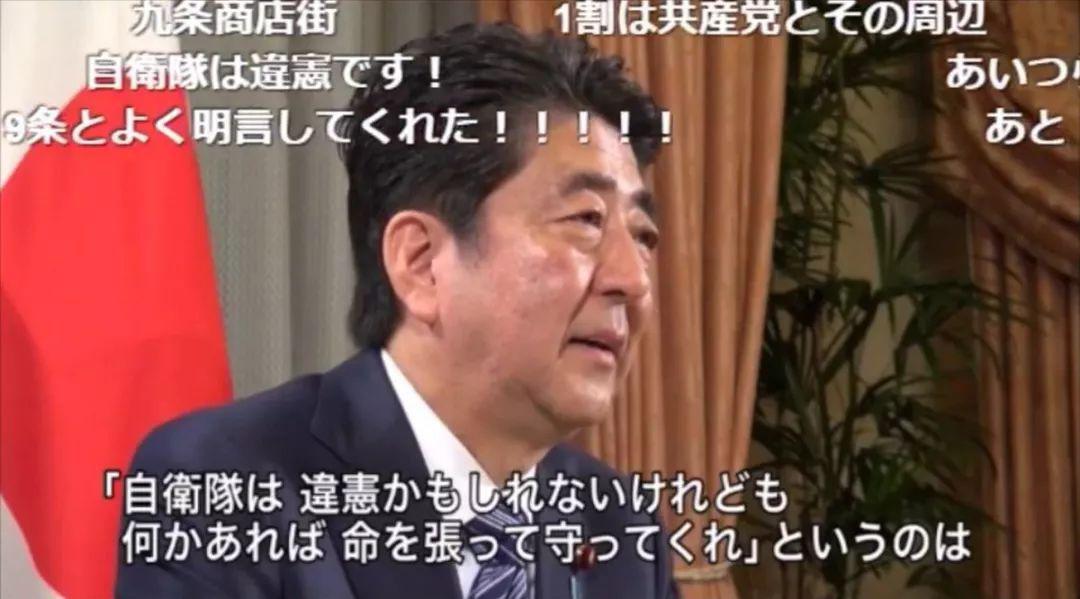 九条商店街
1割は共産党とその周辺
自衛隊は違憲です！
あいつ
9条とよく明言してくれた！！！！！
あと
「自衛隊は 違憲かもしれないけれども
何かあれば 命を張って守ってくれ」というのは